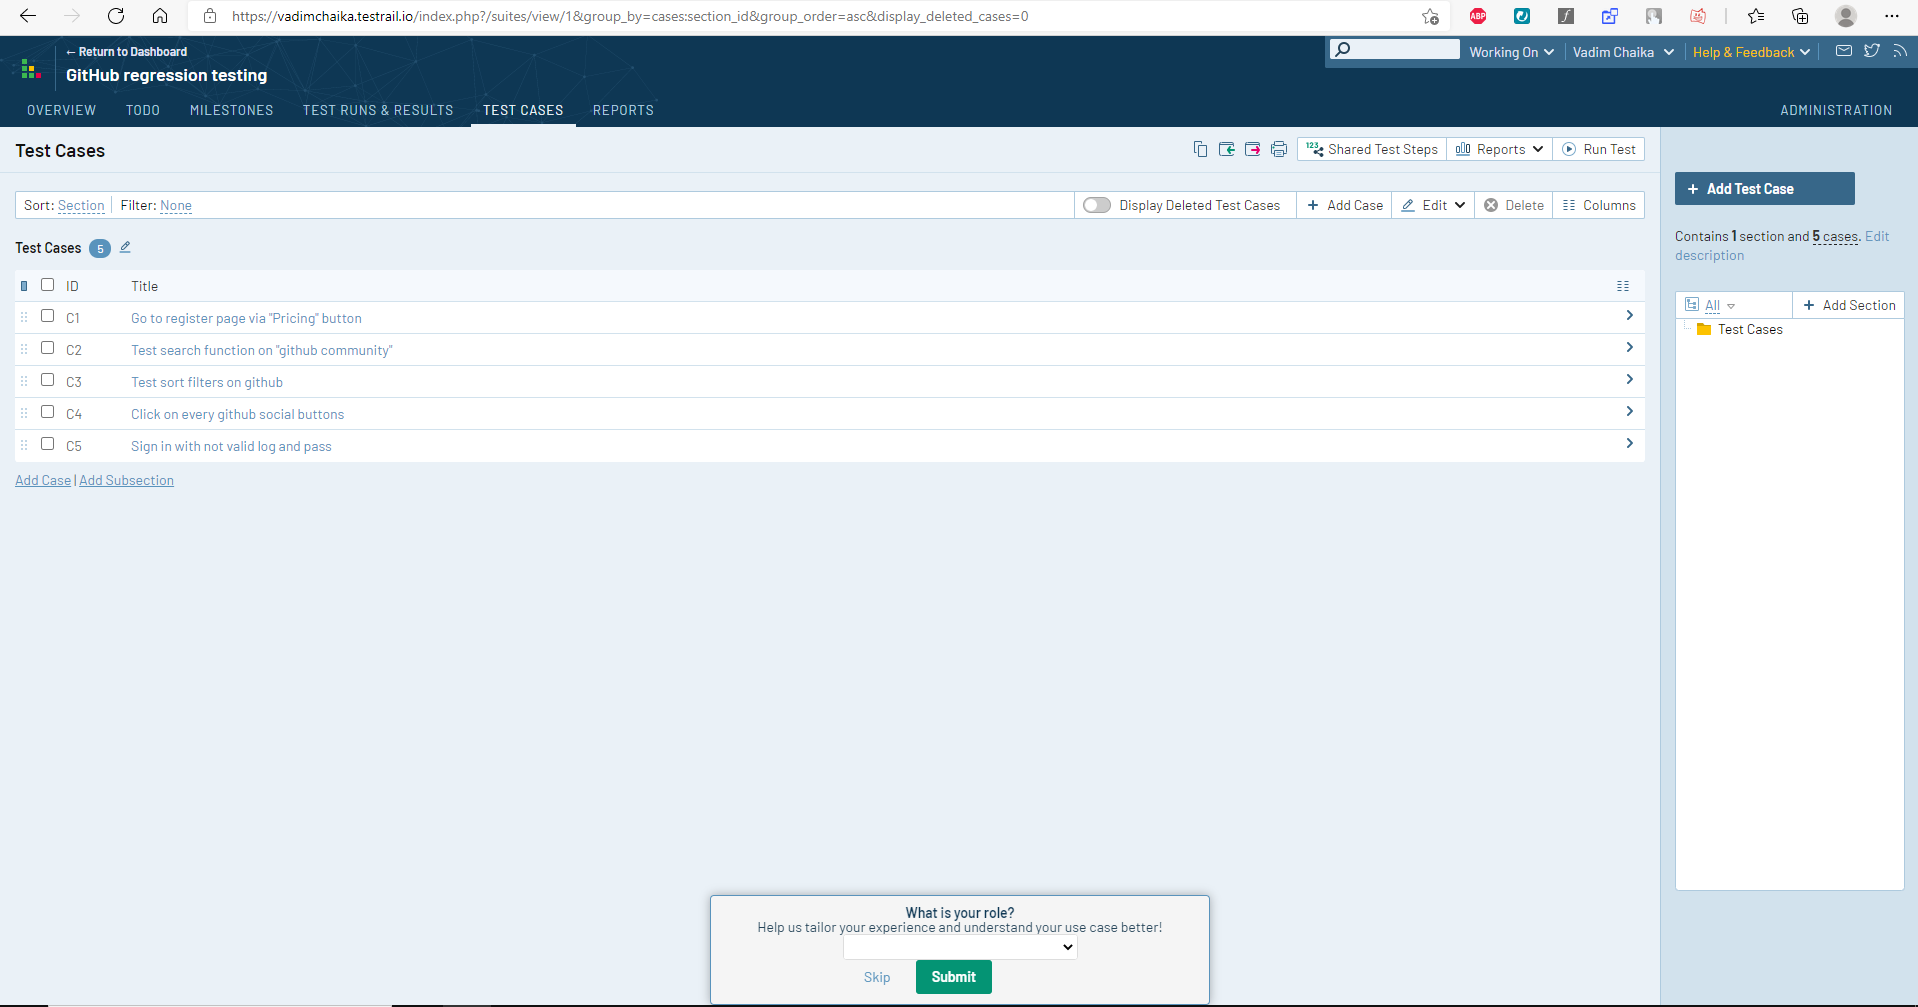 https://vadimchaika.testrail.io/index.php?/suites/view/1&group_by=cases:section_id&group_order=asc&display_deleted_cases=0
ABP
← Return to Dashboard
GitHub regression testing
Working On
Vadim Chaika
Help & Feedback
OVERVIEW
TODO
MILESTONES
TEST RUNS & RESULTS
TEST CASES
REPORTS
ADMINISTRATION
Test Cases
123
Shared Test Steps
Reports
Run Test
Sort: Section
Filter: None
Display Deleted Test Cases
+ Add Case
Edit
Delete
Columns
+ Add Test Case
Contains 1 section and 5 cases. Edit
description
Test Cases 5
ID
Title
C1 Go to register page via "Pricing" button
C2 Test search function on "github community"
C3 Test sort filters on github
C4 Click on every github social buttons
C5 Sign in with not valid log and pass
Add Case | Add Subsection
All
+ Add Section
Test Cases
What is your role?
Help us tailor your experience and understand your use case better!
Skip
Submit